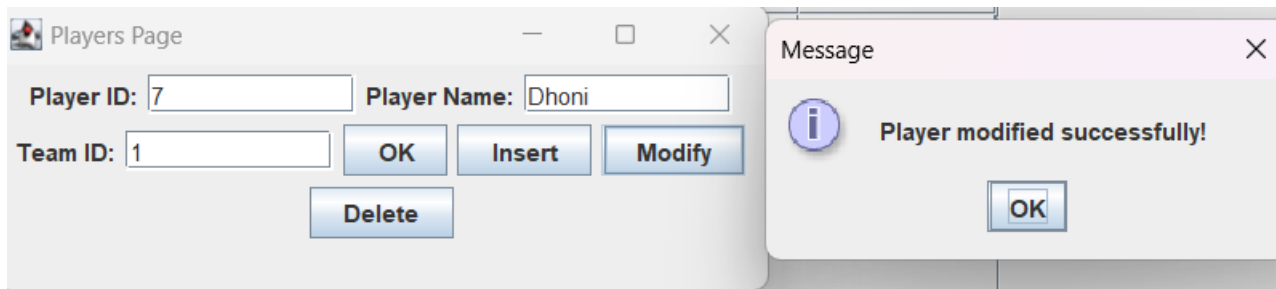 Players Page
Player ID: 7 Player Name: Dhoni
Team ID: 1 OK Insert Modify
Delete
Message
Player modified successfully!
OK